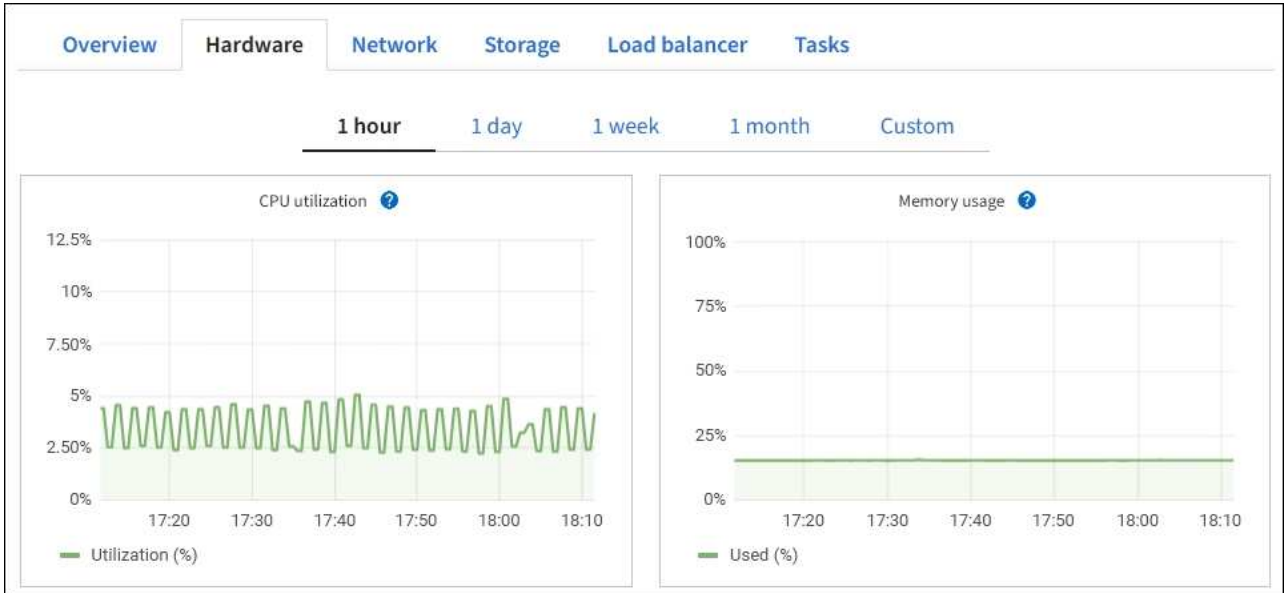 Overview Hardware Network Storage Load balancer Tasks
1 hour 1 day 1 week 1 month Custom
CPU utilization ?
12.5%
10%
7.50%
5%
2.50%
0%
17:20 17:30 17:40 17:50 18:00 18:10
Utilization (%)
Memory usage ?
100%
75%
50%
25%
0%
17:20 17:30 17:40 17:50 18:00 18:10
Used (%)